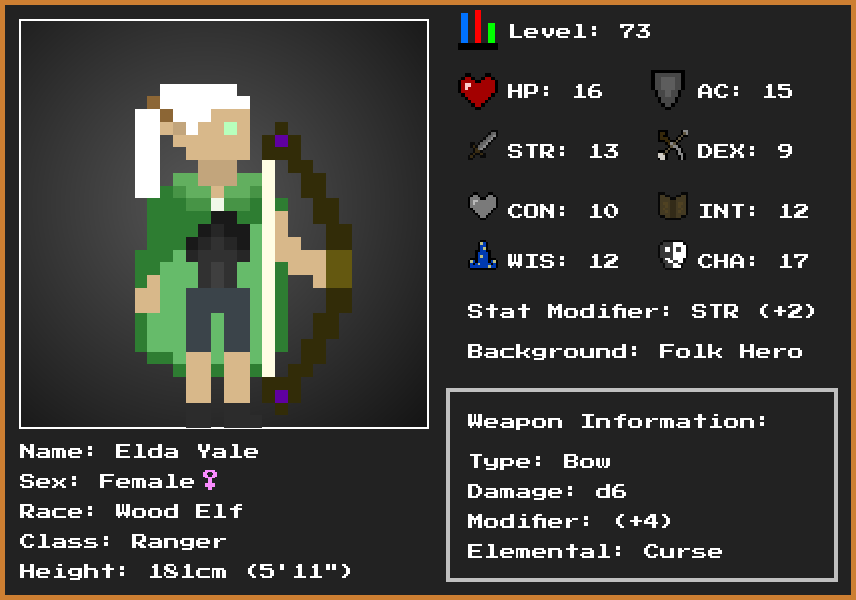 Level: 73
HP: 16 AC: 15
STR: 13 DEX: 9
CON: 10 INT: 12
WIS: 12 CHA: 17
Stat Modifier: STR (+2)
Background: Folk Hero
Weapon Information:
Type: Bow
Damage: d6
Modifier: (+4)
Elemental: Curse
Name: Elda Yale
Sex: Female♀
Race: Wood Elf
Class: Ranger
Height: 181cm (5'11")